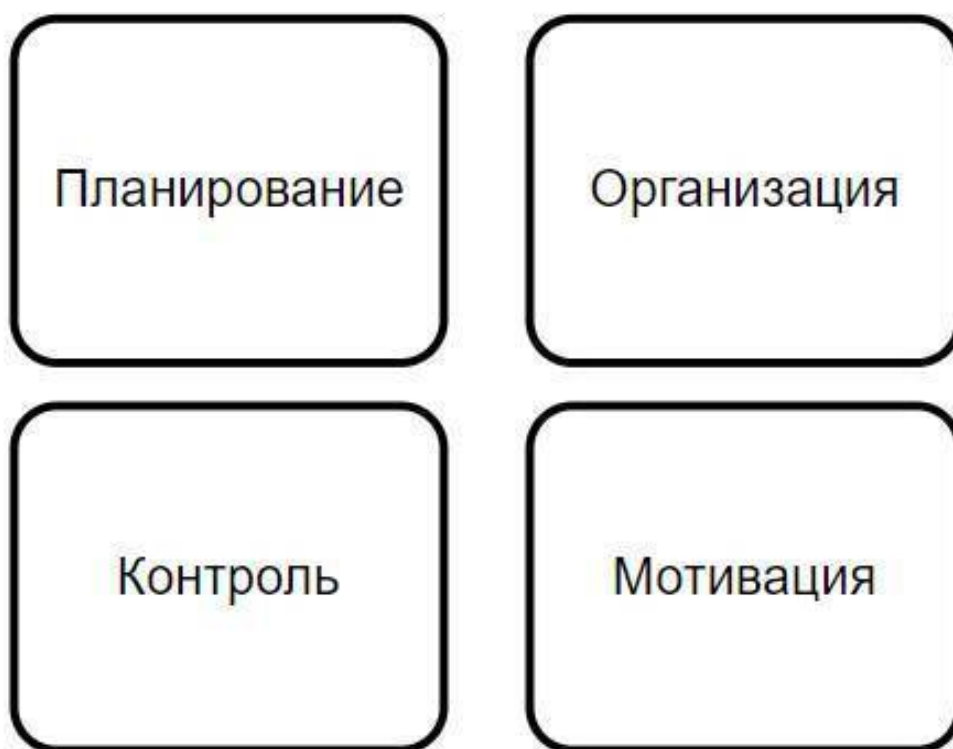 Планирование
Организация
Контроль
Мотивация